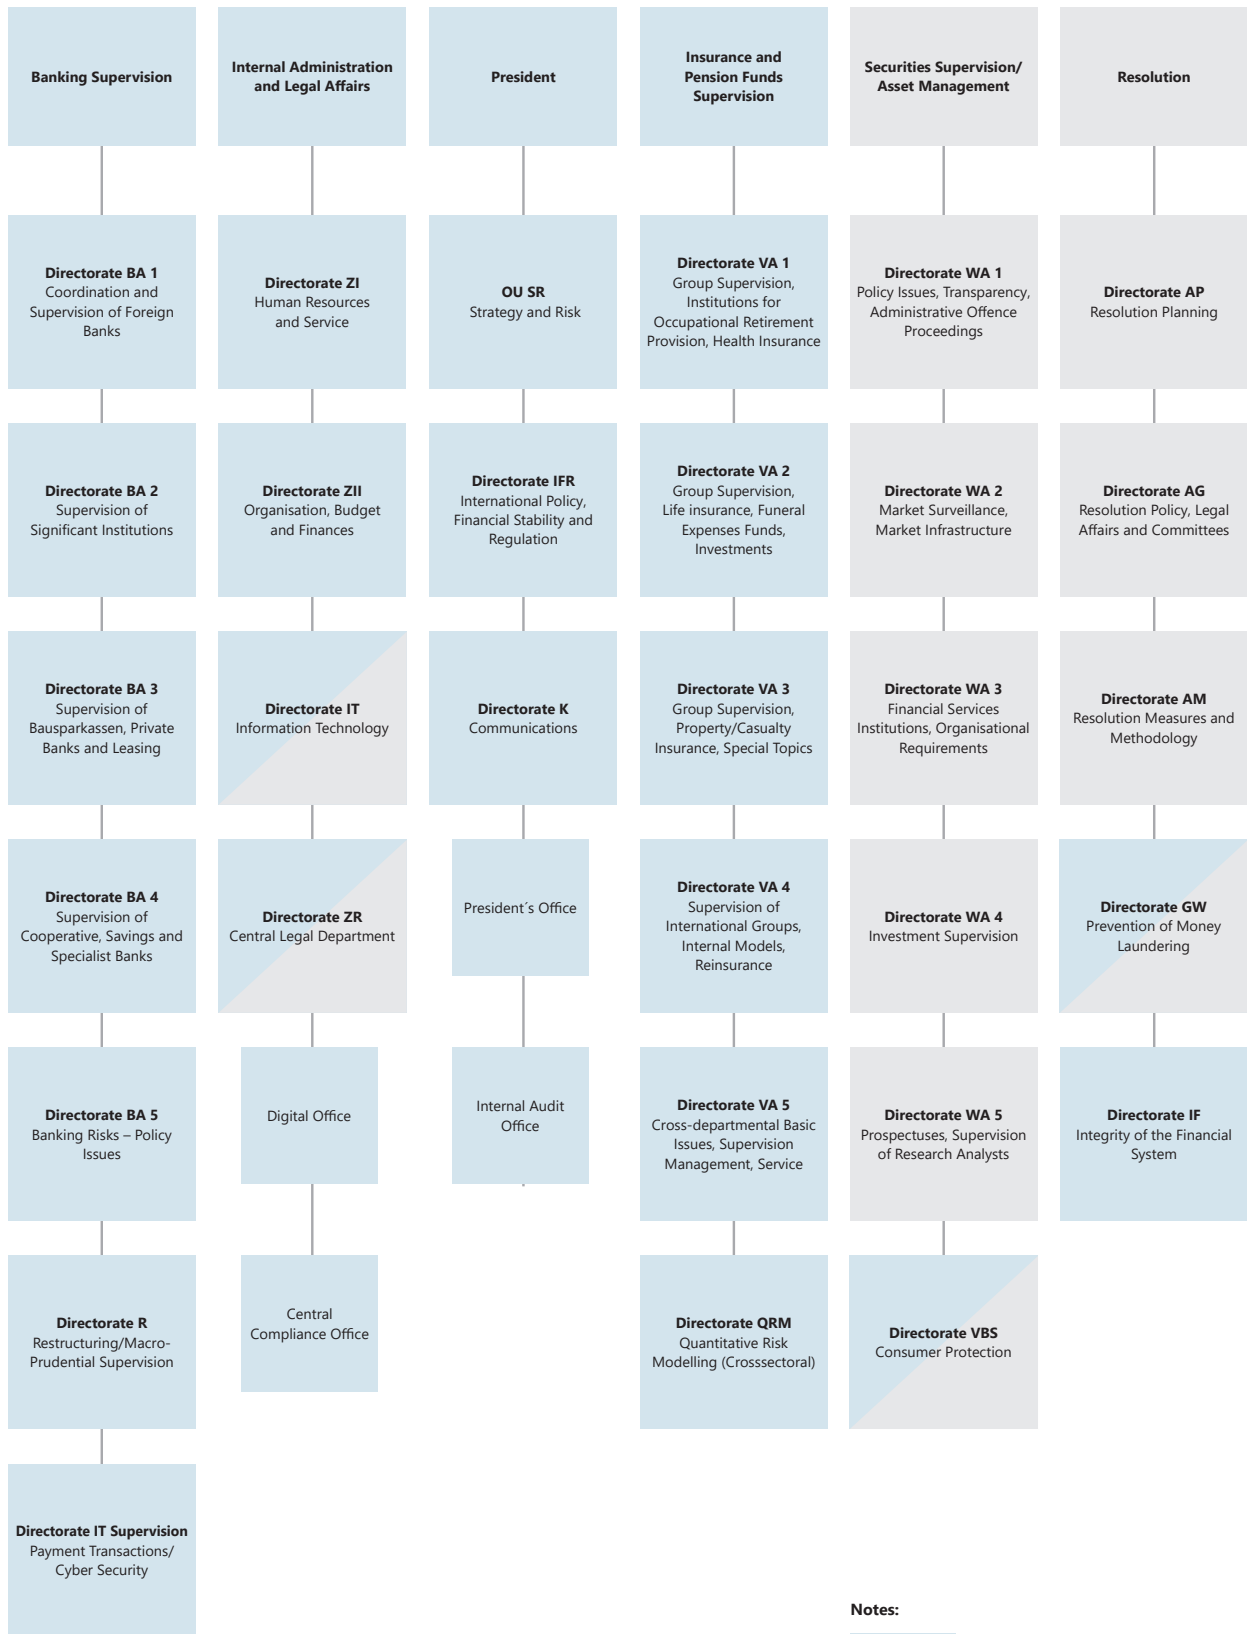 Banking Supervision
Internal Administration
and Legal Affairs
President
Insurance and
Pension Funds
Supervision
Securities Supervision/
Asset Management
Resolution
Directorate BA 1
Coordination and
Supervision of Foreign
Banks
Directorate ZI
Human Resources
and Service
OU SR
Strategy and Risk
Directorate VA 1
Group Supervision,
Institutions for
Occupational Retirement
Provision, Health Insurance
Directorate WA 1
Policy Issues, Transparency,
Administrative Offence
Proceedings
Directorate AP
Resolution Planning
Directorate BA 2
Supervision of
Significant Institutions
Directorate ZII
Organisation, Budget
and Finances
Directorate IFR
International Policy,
Financial Stability and
Regulation
Directorate VA 2
Group Supervision,
Life insurance, Funeral
Expenses Funds,
Investments
Directorate WA 2
Market Surveillance,
Market Infrastructure
Directorate AG
Resolution Policy, Legal
Affairs and Committees
Directorate BA 3
Supervision of
Bausparkassen, Private
Banks and Leasing
Directorate IT
Information Technology
Directorate K
Communications
Directorate VA 3
Group Supervision,
Property/Casualty
Insurance, Special Topics
Directorate WA 3
Financial Services
Institutions, Organisational
Requirements
Directorate AM
Resolution Measures and
Methodology
Directorate BA 4
Supervision of
Cooperative, Savings and
Specialist Banks
Directorate ZR
Central Legal Department
President´s Office
Directorate VA 4
Supervision of
International Groups,
Internal Models,
Reinsurance
Directorate WA 4
Investment Supervision
Directorate GW
Prevention of Money
Laundering
Directorate BA 5
Banking Risks – Policy
Issues
Digital Office
Internal Audit
Office
Directorate VA 5
Cross-departmental Basic
Issues, Supervision
Management, Service
Directorate WA 5
Prospectuses, Supervision
of Research Analysts
Directorate IF
Integrity of the Financial
System
Directorate R
Restructuring/Macro-
Prudential Supervision
Central
Compliance Office
Directorate QRM
Quantitative Risk
Modelling (Crosssectoral)
Directorate VBS
Consumer Protection
Directorate IT Supervision
Payment Transactions/
Cyber Security
Notes: